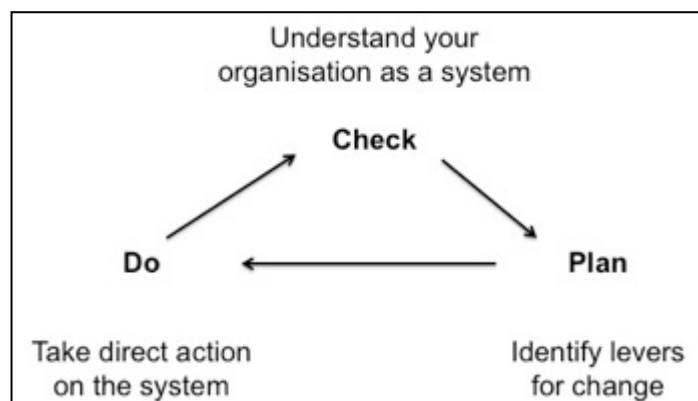 Understand your
organisation as a system
Check
Do
Plan
Take direct action
on the system
Identify levers
for change